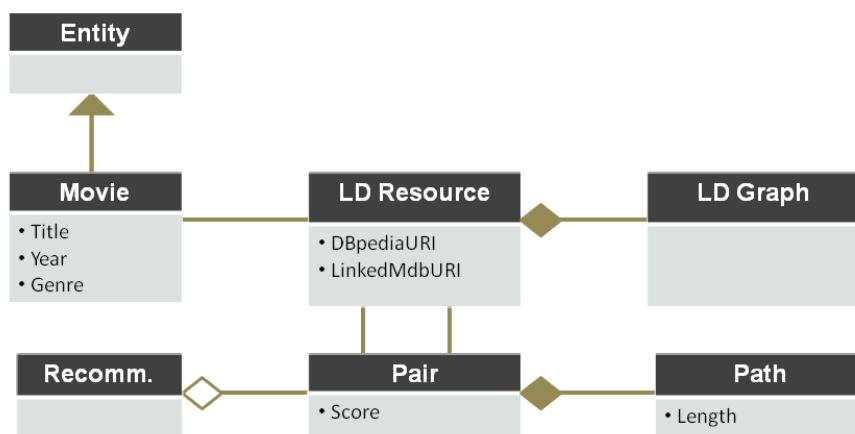 Entity
Movie
• Title
• Year
• Genre
LD Resource
• DBpediaURI
• LinkedMdbURI
LD Graph
Recomm.
Pair
• Score
Path
• Length